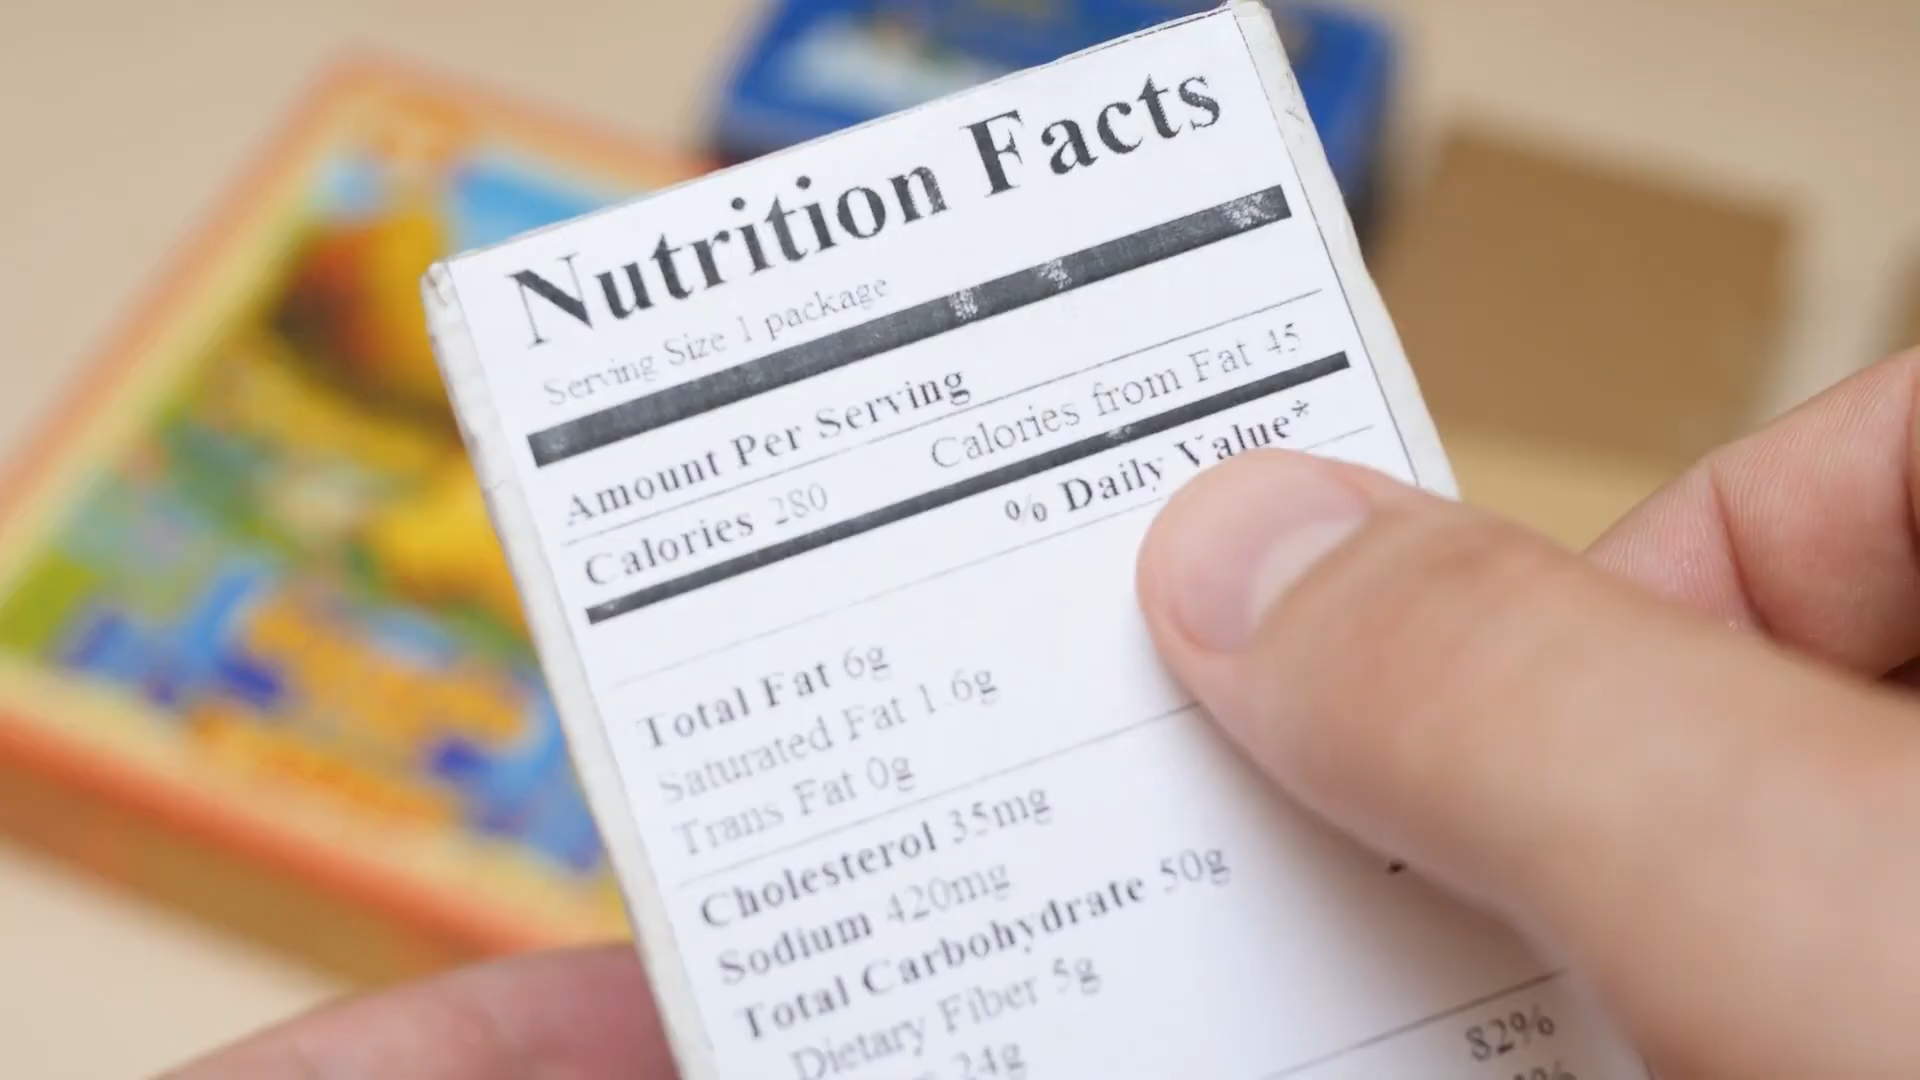 Nutrition Facts
Serving Size 1 package
Amount Per Serving
Calories 280 Calories from Fat 45
% Daily Value*
Total Fat 6g
Saturated Fat 1.6g
Trans Fat 0g
Cholesterol 35mg
Sodium 420mg
Total Carbohydrate 50g
Dietary Fiber 5g
24g
82%